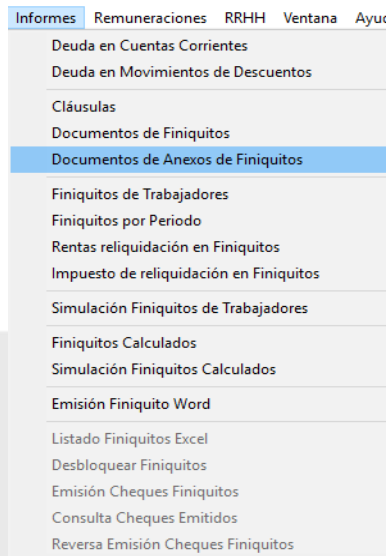 Informes Remuneraciones RRHH Ventana
Deuda en Cuentas Corrientes
Deuda en Movimientos de Descuentos
Cláusulas
Documentos de Finiquitos
Documentos de Anexos de Finiquitos
Finiquitos de Trabajadores
Finiquitos por Periodo
Rentas reliquidación en Finiquitos
Impuesto de reliquidación en Finiquitos
Simulación Finiquitos de Trabajadores
Finiquitos Calculados
Simulación Finiquitos Calculados
Emisión Finiquito Word
Listado Finiquitos Excel
Desbloquear Finiquitos
Emisión Cheques Finiquitos
Consulta Cheques Emitidos
Reversa Emisión Cheques Finiquitos